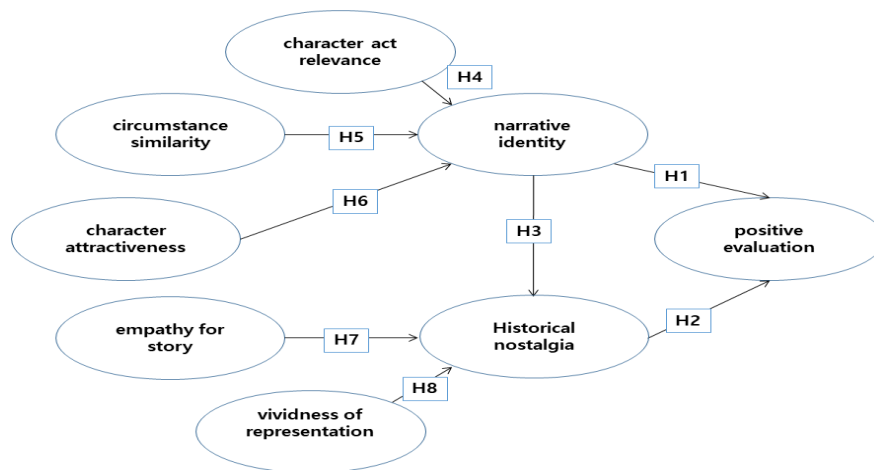 character act
relevance
H4
circumstance
similarity
H5
narrative
identity
H1
H6
character
attractiveness
H3
positive
evaluation
empathy for
story
H7
Historical
nostalgia
H2
H8
vividness of
representation